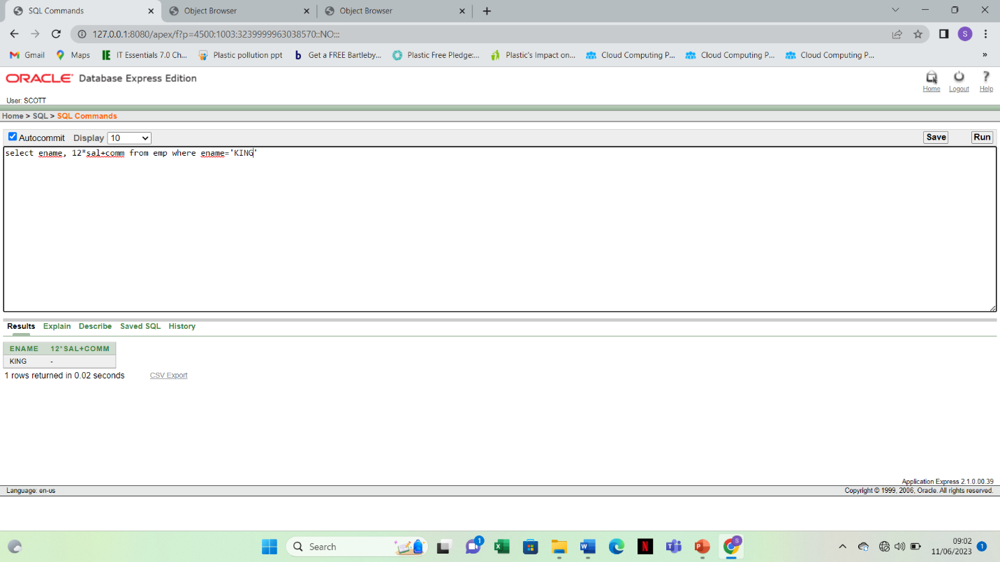 SQL Commands
Object Browser
Object Browser
127.0.0.1:8080/apex/f?p=4500:1003:3239999963038570::NO:::
S
Gmail
Maps
IT Essentials 7.0 Ch...
Plastic pollution ppt
b Get a FREE Bartleby...
Plastic Free Pledge:...
Plastic's Impact on...
Cloud Computing P...
Cloud Computing P...
Cloud Computing P...
»
ORACLE Database Express Edition
Home Logout Help
User: SCOTT
Home > SQL > SQL Commands
Autocommit Display 10 Save Run
select ename, 12*sal+comm from emp where ename='KING'
Results Explain Describe Saved SQL History
ENAME 12*SAL+COMM
KING -
1 rows returned in 0.02 seconds CSV Export
Application Express 2.1.0.00.39
Language: en-us Copyright © 1999, 2006, Oracle. All rights reserved.
Search
1
N
S
09:02
11/06/2023
1